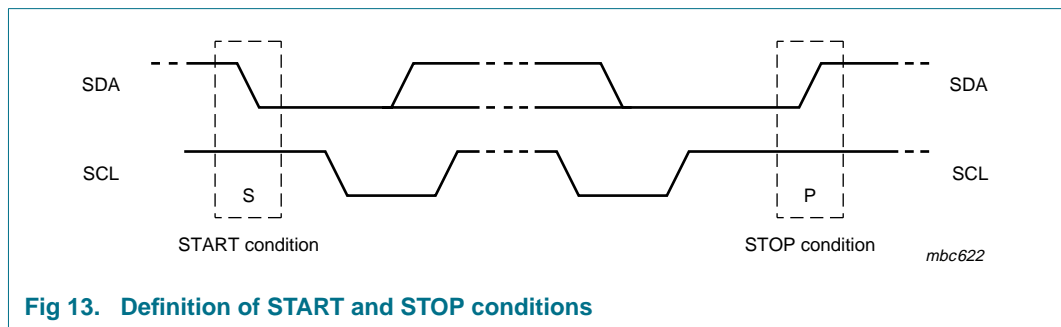 SDA SDA
SCL SCL
S P
START condition STOP condition
mbc622
Fig 13. Definition of START and STOP conditions